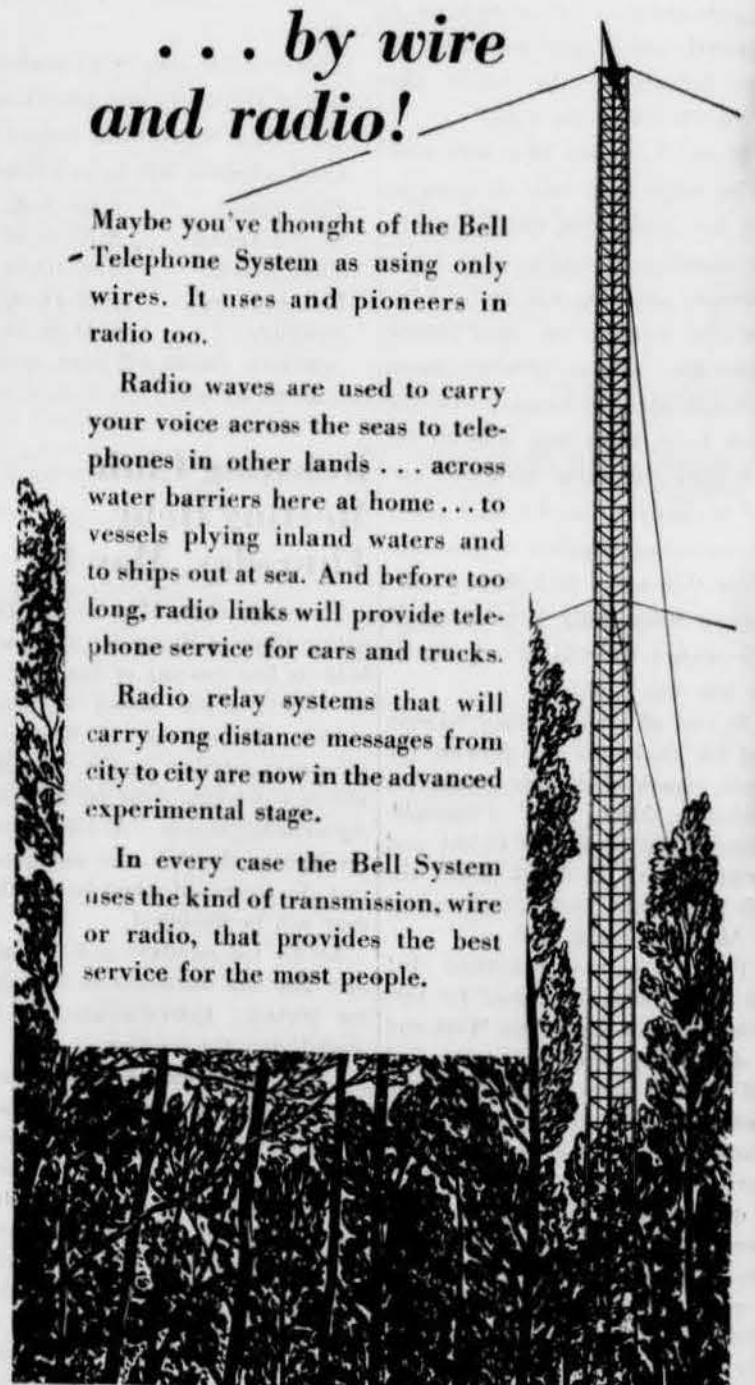 . . . by wire
and radio!
Maybe you've thought of the Bell
Telephone System as using only
wires. It uses and pioneers in
radio too.
Radio waves are used to carry
your voice across the seas to tele-
phones in other lands . . . across
water barriers here at home . . . to
vessels plying inland waters and
to ships out at sea. And before too
long, radio links will provide tele-
phone service for cars and trucks.
Radio relay systems that will
carry long distance messages from
city to city are now in the advanced
experimental stage.
In every case the Bell System
uses the kind of transmission, wire
or radio, that provides the best
service for the most people.